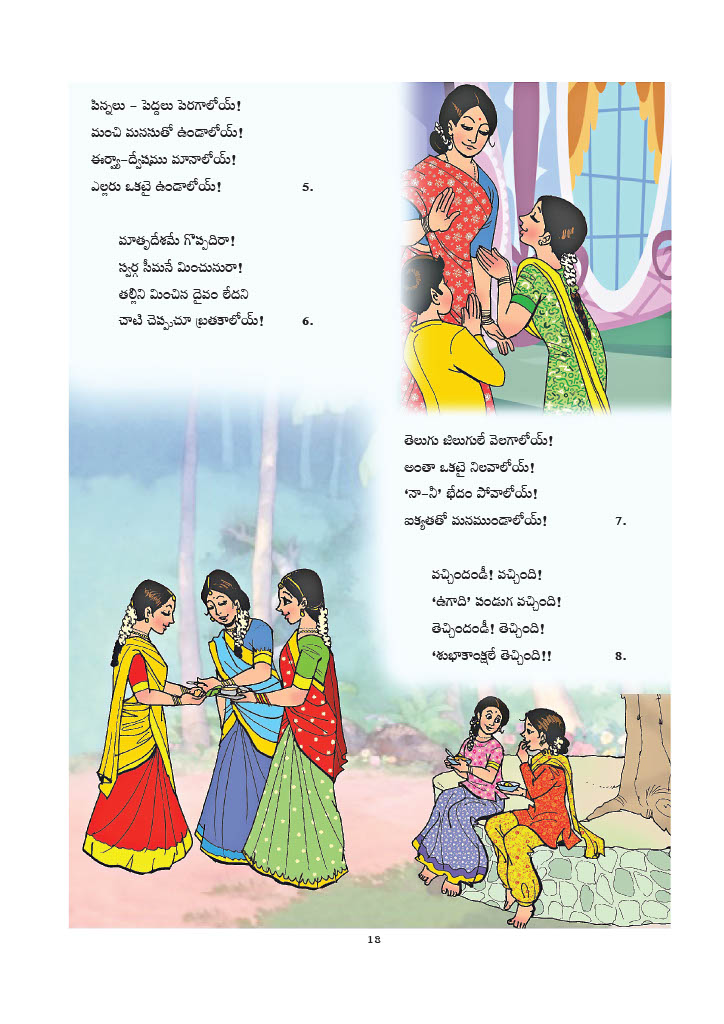 పిన్నలు - పెద్దలు పెరగాలోయ్!
మంచి మనసుతో ఉండాలోయ్!
ఈర్ష్యా-ద్వేషము మానాలోయ్!
ఎల్లరు ఒకటై ఉండాలోయ్! 5.
మాతృదేశమే గొప్పదిరా!
స్వర్గ సీమనే మించునురా!
తల్లిని మించిన దైవం లేదని
చాటి చెప్పుచూ బ్రతకాలోయ్! 6.
తెలుగు జిలుగులే వెలగాలోయ్!
అంతా ఒకటై నిలవాలోయ్!
‘నా-నీ’ భేదం పోవాలోయ్!
ఐక్యతతో మనముండాలోయ్! 7.
వచ్చిందండీ! వచ్చింది!
‘ఉగాది’ పండుగ వచ్చింది!
తెచ్చిందండీ! తెచ్చింది!
‘శుభాకాంక్షలే తెచ్చింది!! 8.
18